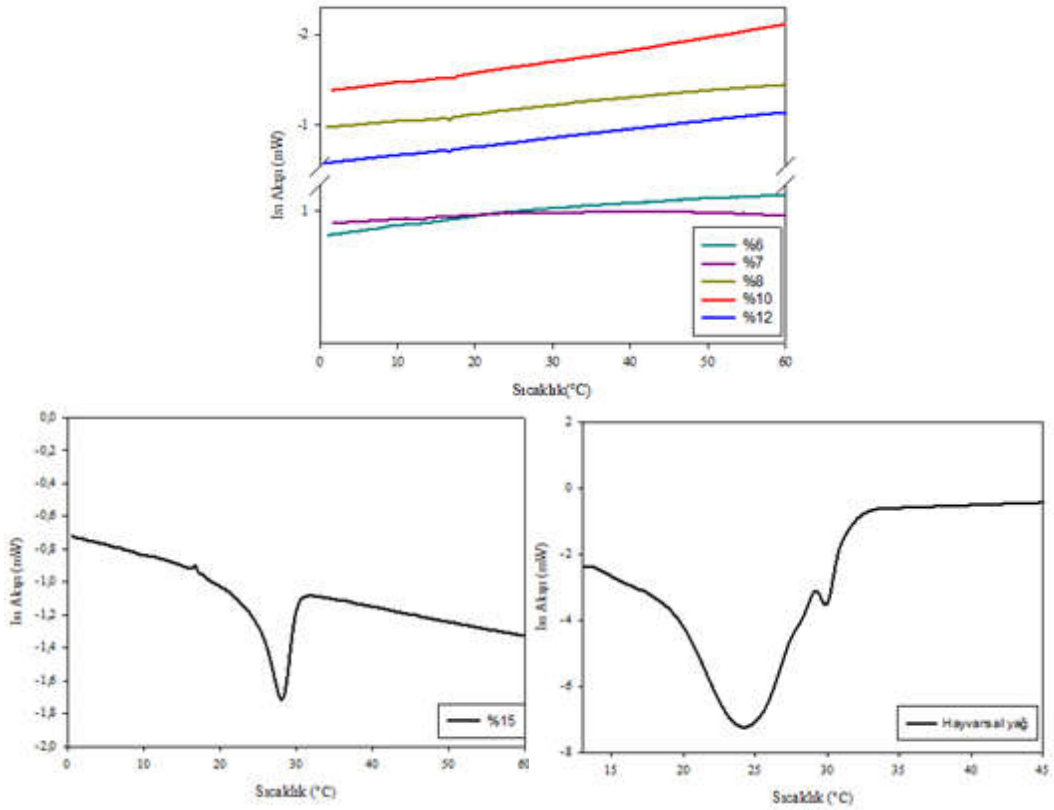 -2
-1
1
Isı Akışı (mW)
%6
%7
%8
%10
%12
0 10 20 30 40 50 60
Sıcaklık(°C)
0,0
-0,2
-0,4
-0,6
-0,8
-1,0
-1,2
-1,4
-1,6
-1,8
-2,0
Isı Akışı (mW)
%15
0 10 20 30 40 50 60
Sıcaklık (°C)
2
0
-2
-4
-6
-8
Isı Akışı (mW)
Hayvansal yağ
15 20 25 30 35 40 45
Sıcaklık (°C)